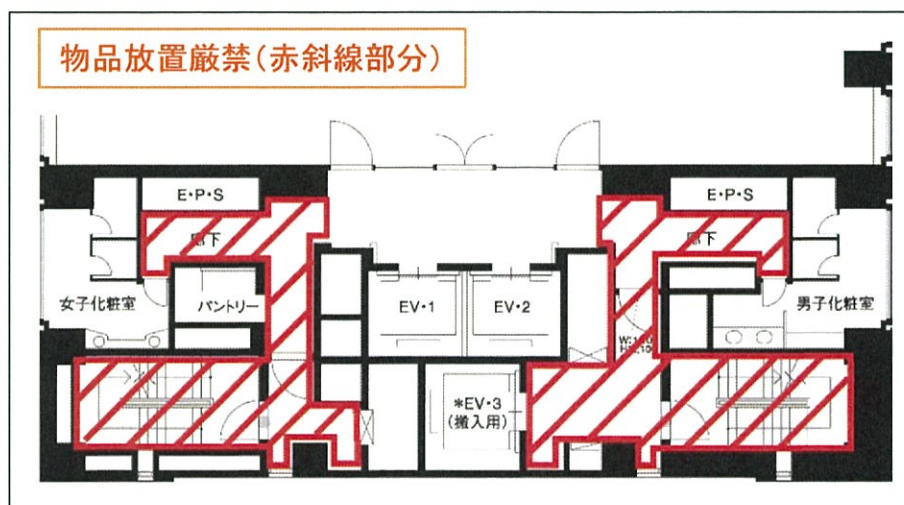 物品放置厳禁(赤斜線部分)
E・P・S
E・P・S
廊下
廊下
女子化粧室
パントリー
EV・1
EV・2
男子化粧室
*EV・3
(搬入用)